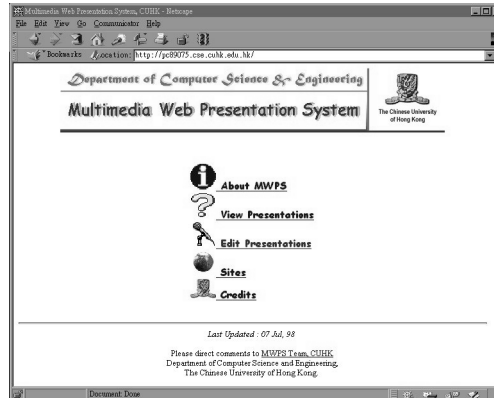 Multimedia Web Presentation System, CUHK - Netscape
File Edit View Go Communicator Help
Bookmarks Location: http://pc89075.cse.cuhk.edu.hk/
Department of Computer Science & Engineering
Multimedia Web Presentation System
The Chinese University
of Hong Kong
About MWPS
View Presentations
Edit Presentations
Sites
Credits
Last Updated : 07 Jul, 98
Please direct comments to MWPS Team, CUHK
Department of Computer Science and Engineering,
The Chinese University of Hong Kong.
Document: Done